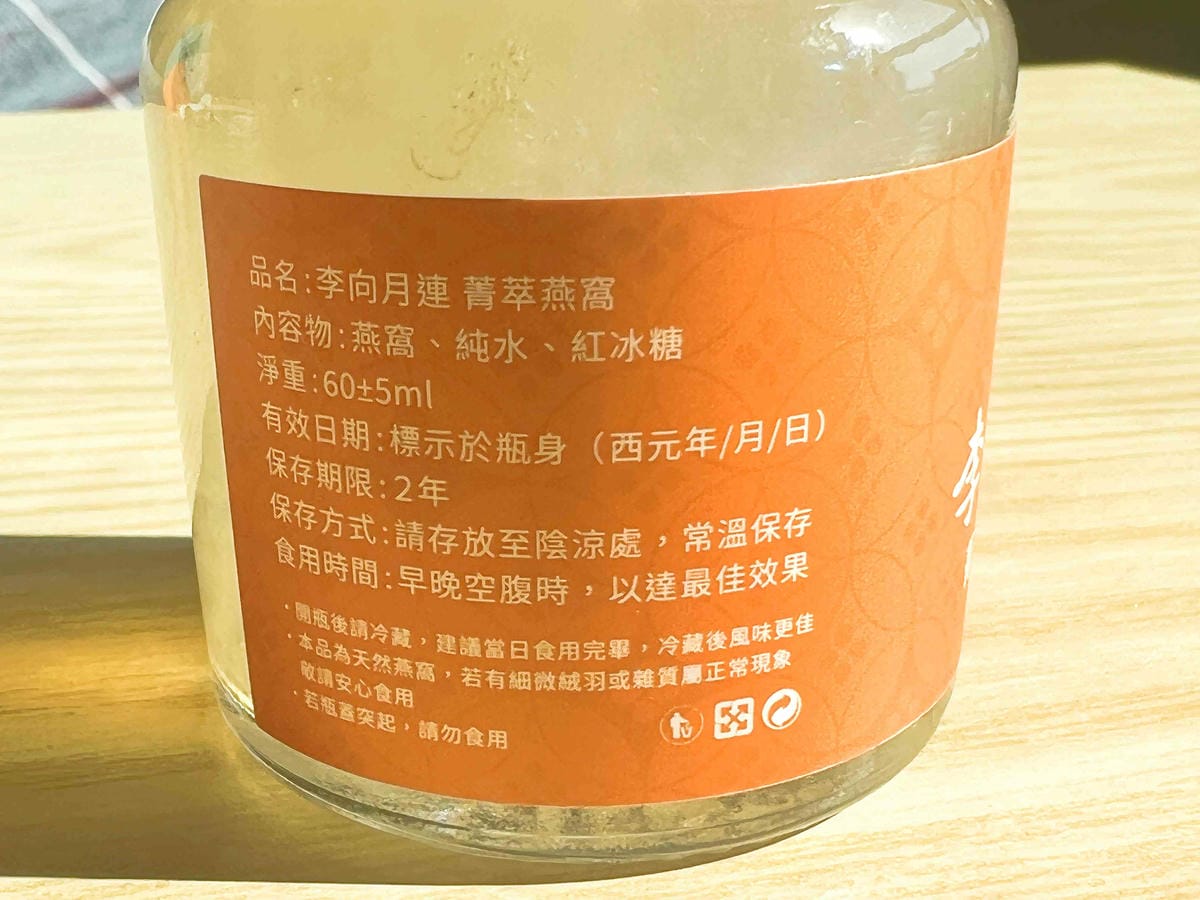 品名:李向月連 菁萃燕窩
內容物:燕窩、純水、紅冰糖
淨重:60±5ml
有效日期:標示於瓶身（西元年/月/日）
保存期限:2年
保存方式:請存放至陰涼處,常溫保存
食用時間:早晚空腹時,以達最佳效果
·開瓶後請冷藏,建議當日食用完畢,冷藏後風味更佳
·本品為天然燕窩,若有細微絨羽或雜質屬正常現象
敬請安心食用
·若瓶蓋突起,請勿食用
李